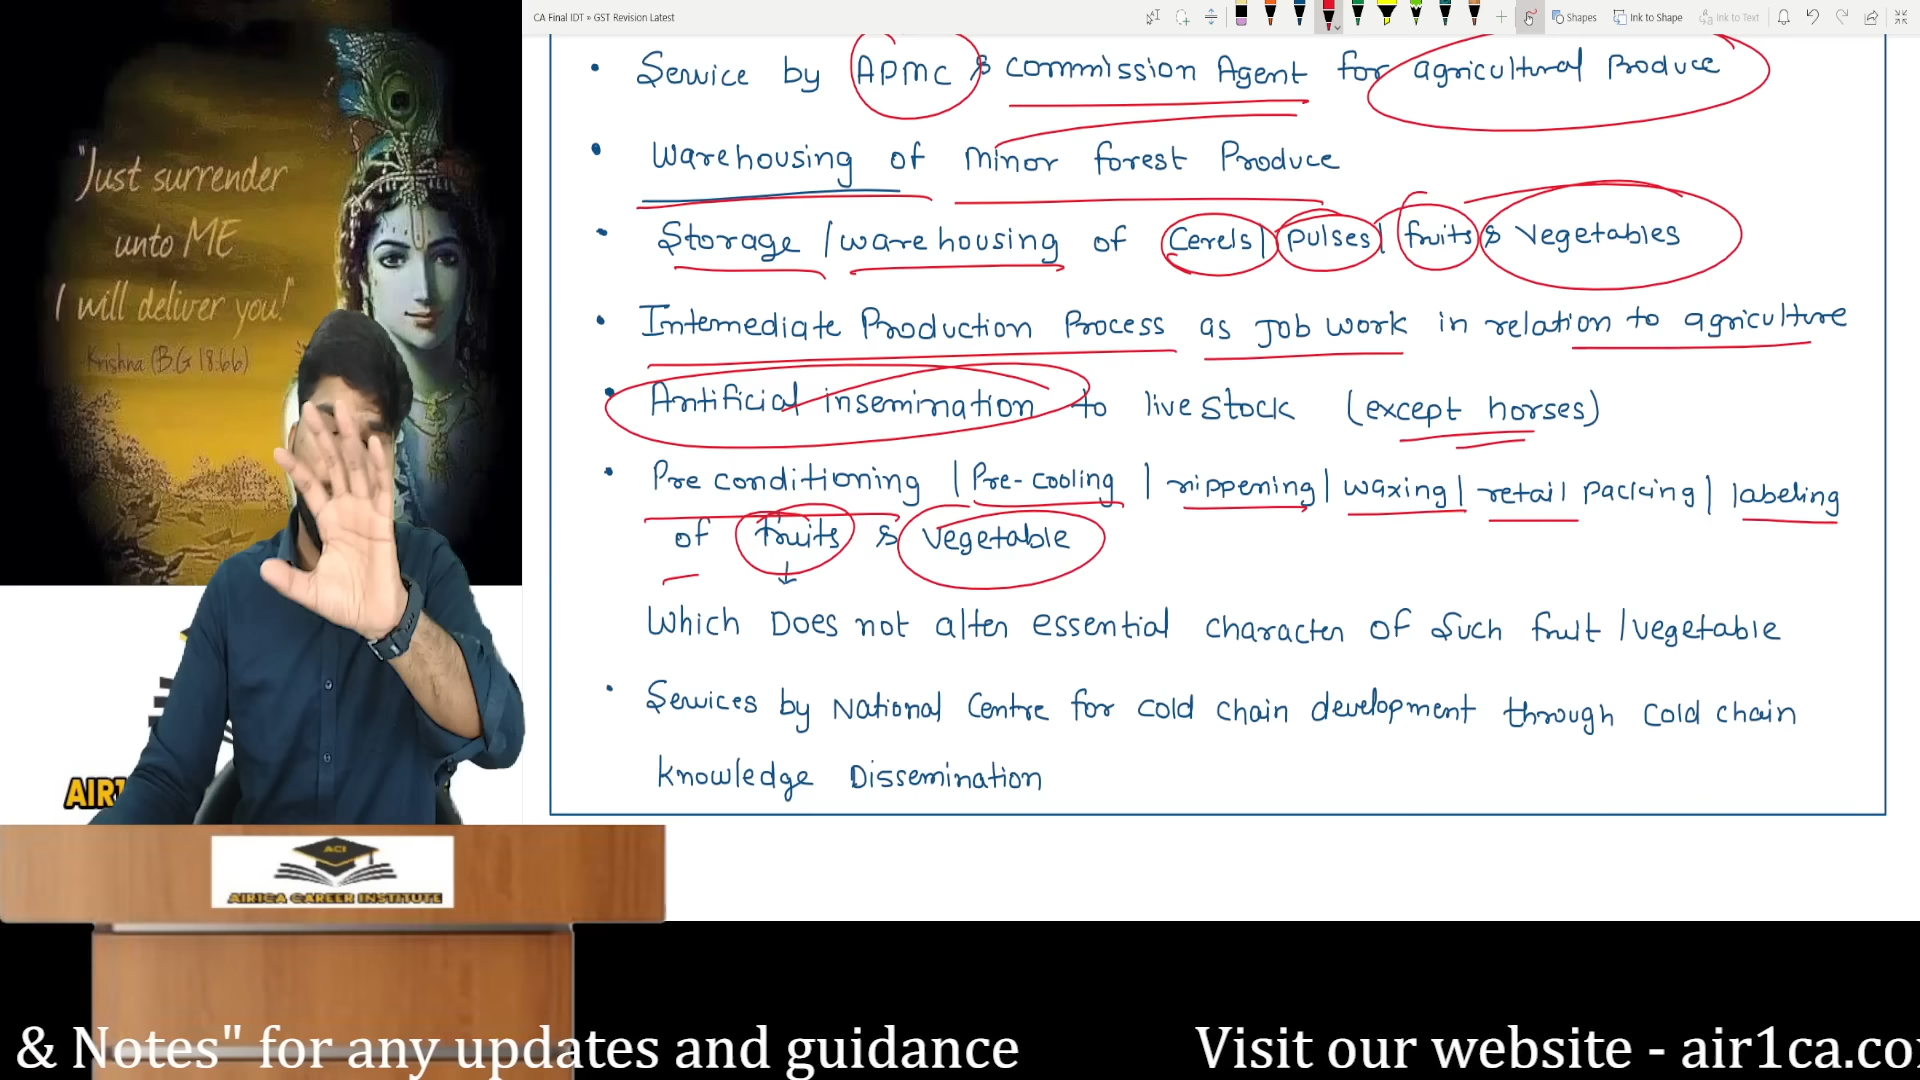 CA Final IDT » GST Revision Latest
Shapes
Ink to Shape
Ink to Text
• Service by APMC & Commission Agent for agricultural Produce
• Warehousing of Minor forest Produce
• Storage / warehousing of Cerels | Pulses | fruits & Vegetables
• Intermediate Production Process as Job work in relation to agriculture
• Artificial insemination to live stock (except horses)
• Pre conditioning | Pre-cooling | rippening | waxing | retail packing | labeling
of fruits & Vegetable
↓
Which Does not alter essential character of Such fruit / vegetable
• Services by National Centre for cold chain development through cold chain
knowledge Dissemination
"Just surrender
unto ME
I will deliver you!"
- Krishna (B.G 18.66)
AIR1
ACI
AIR1CA CAREER INSTITUTE
& Notes" for any updates and guidance Visit our website - air1ca.co